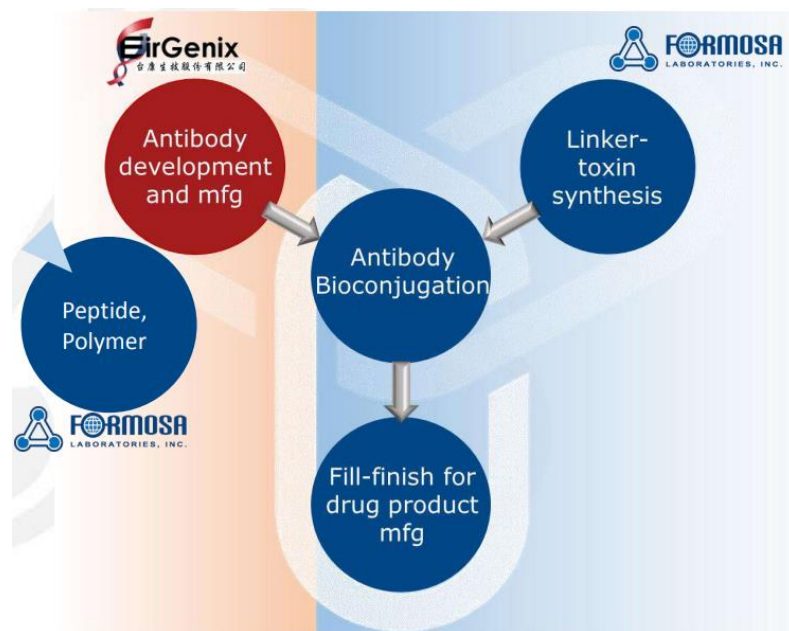 EirGenix
台康生技股份有限公司
FORMOSA
LABORATORIES, INC.
Antibody
development
and mfg
Linker-
toxin
synthesis
Antibody
Bioconjugation
Peptide,
Polymer
FORMOSA
LABORATORIES, INC.
Fill-finish for
drug product
mfg